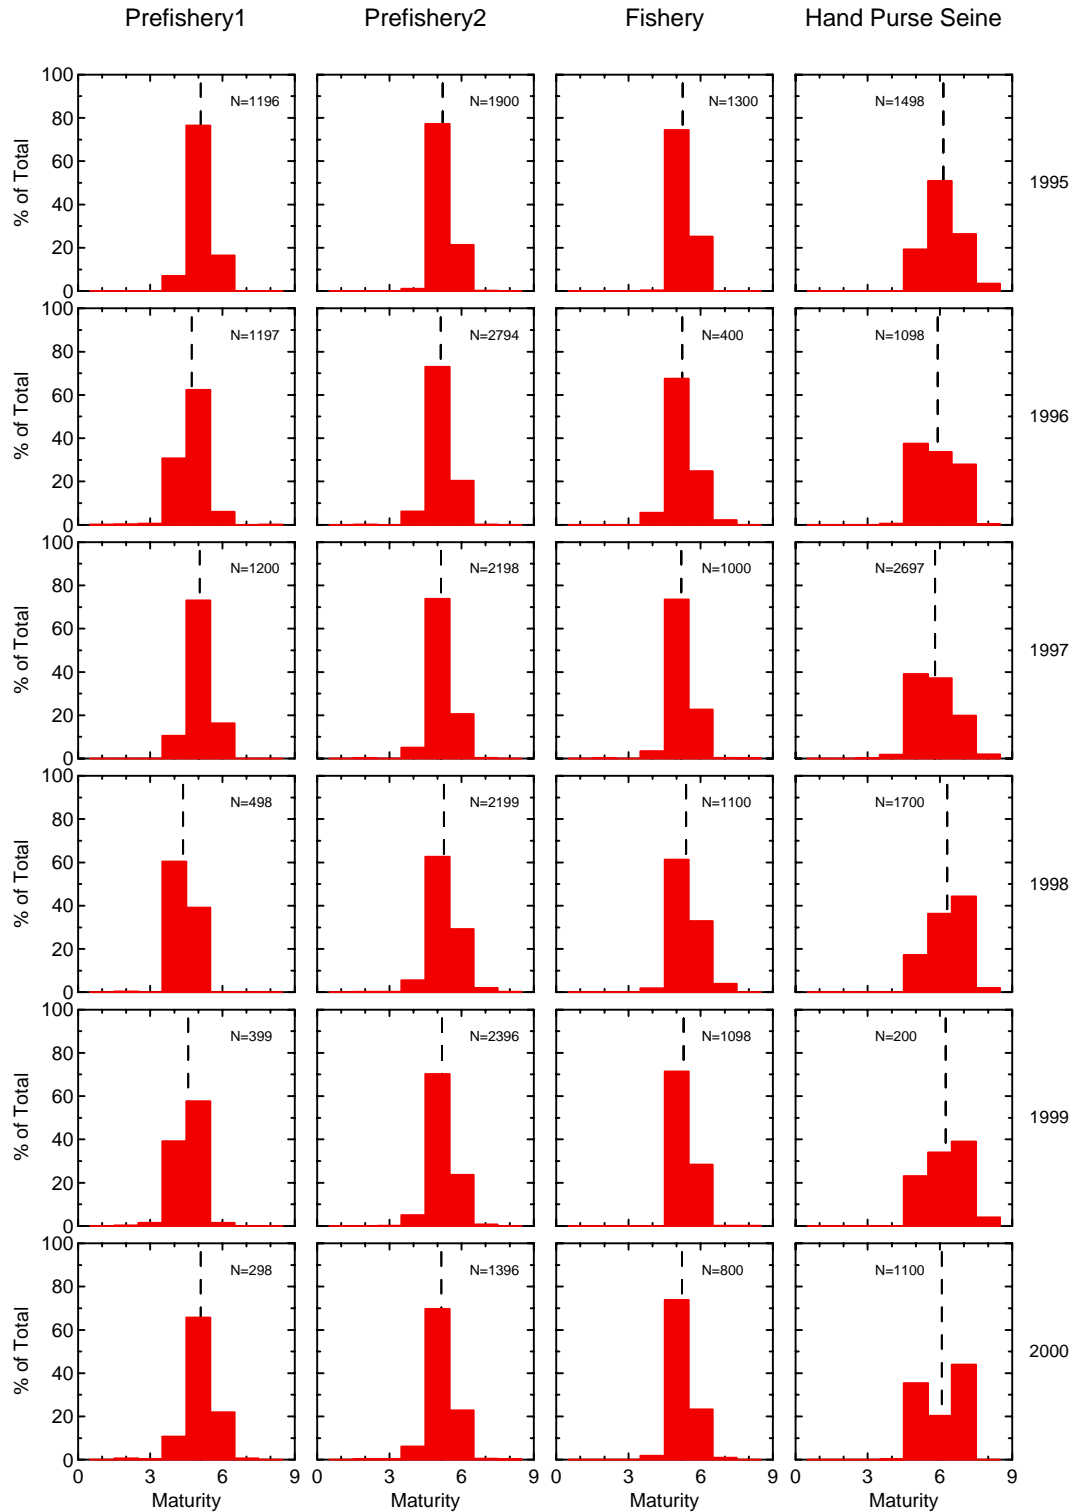 Prefishery1 Prefishery2 Fishery Hand Purse Seine
100
80
60
40
20
0
% of Total
N=1196 N=1900 N=1300 N=1498
1995
100
80
60
40
20
0
% of Total
N=1197 N=2794 N=400 N=1098
1996
100
80
60
40
20
0
% of Total
N=1200 N=2198 N=1000 N=2697
1997
100
80
60
40
20
0
% of Total
N=498 N=2199 N=1100 N=1700
1998
100
80
60
40
20
0
% of Total
N=399 N=2396 N=1098 N=200
1999
100
80
60
40
20
0
% of Total
N=298 N=1396 N=800 N=1100
2000
0 3 6 9 0 3 6 9 0 3 6 9 0 3 6 9
Maturity Maturity Maturity Maturity